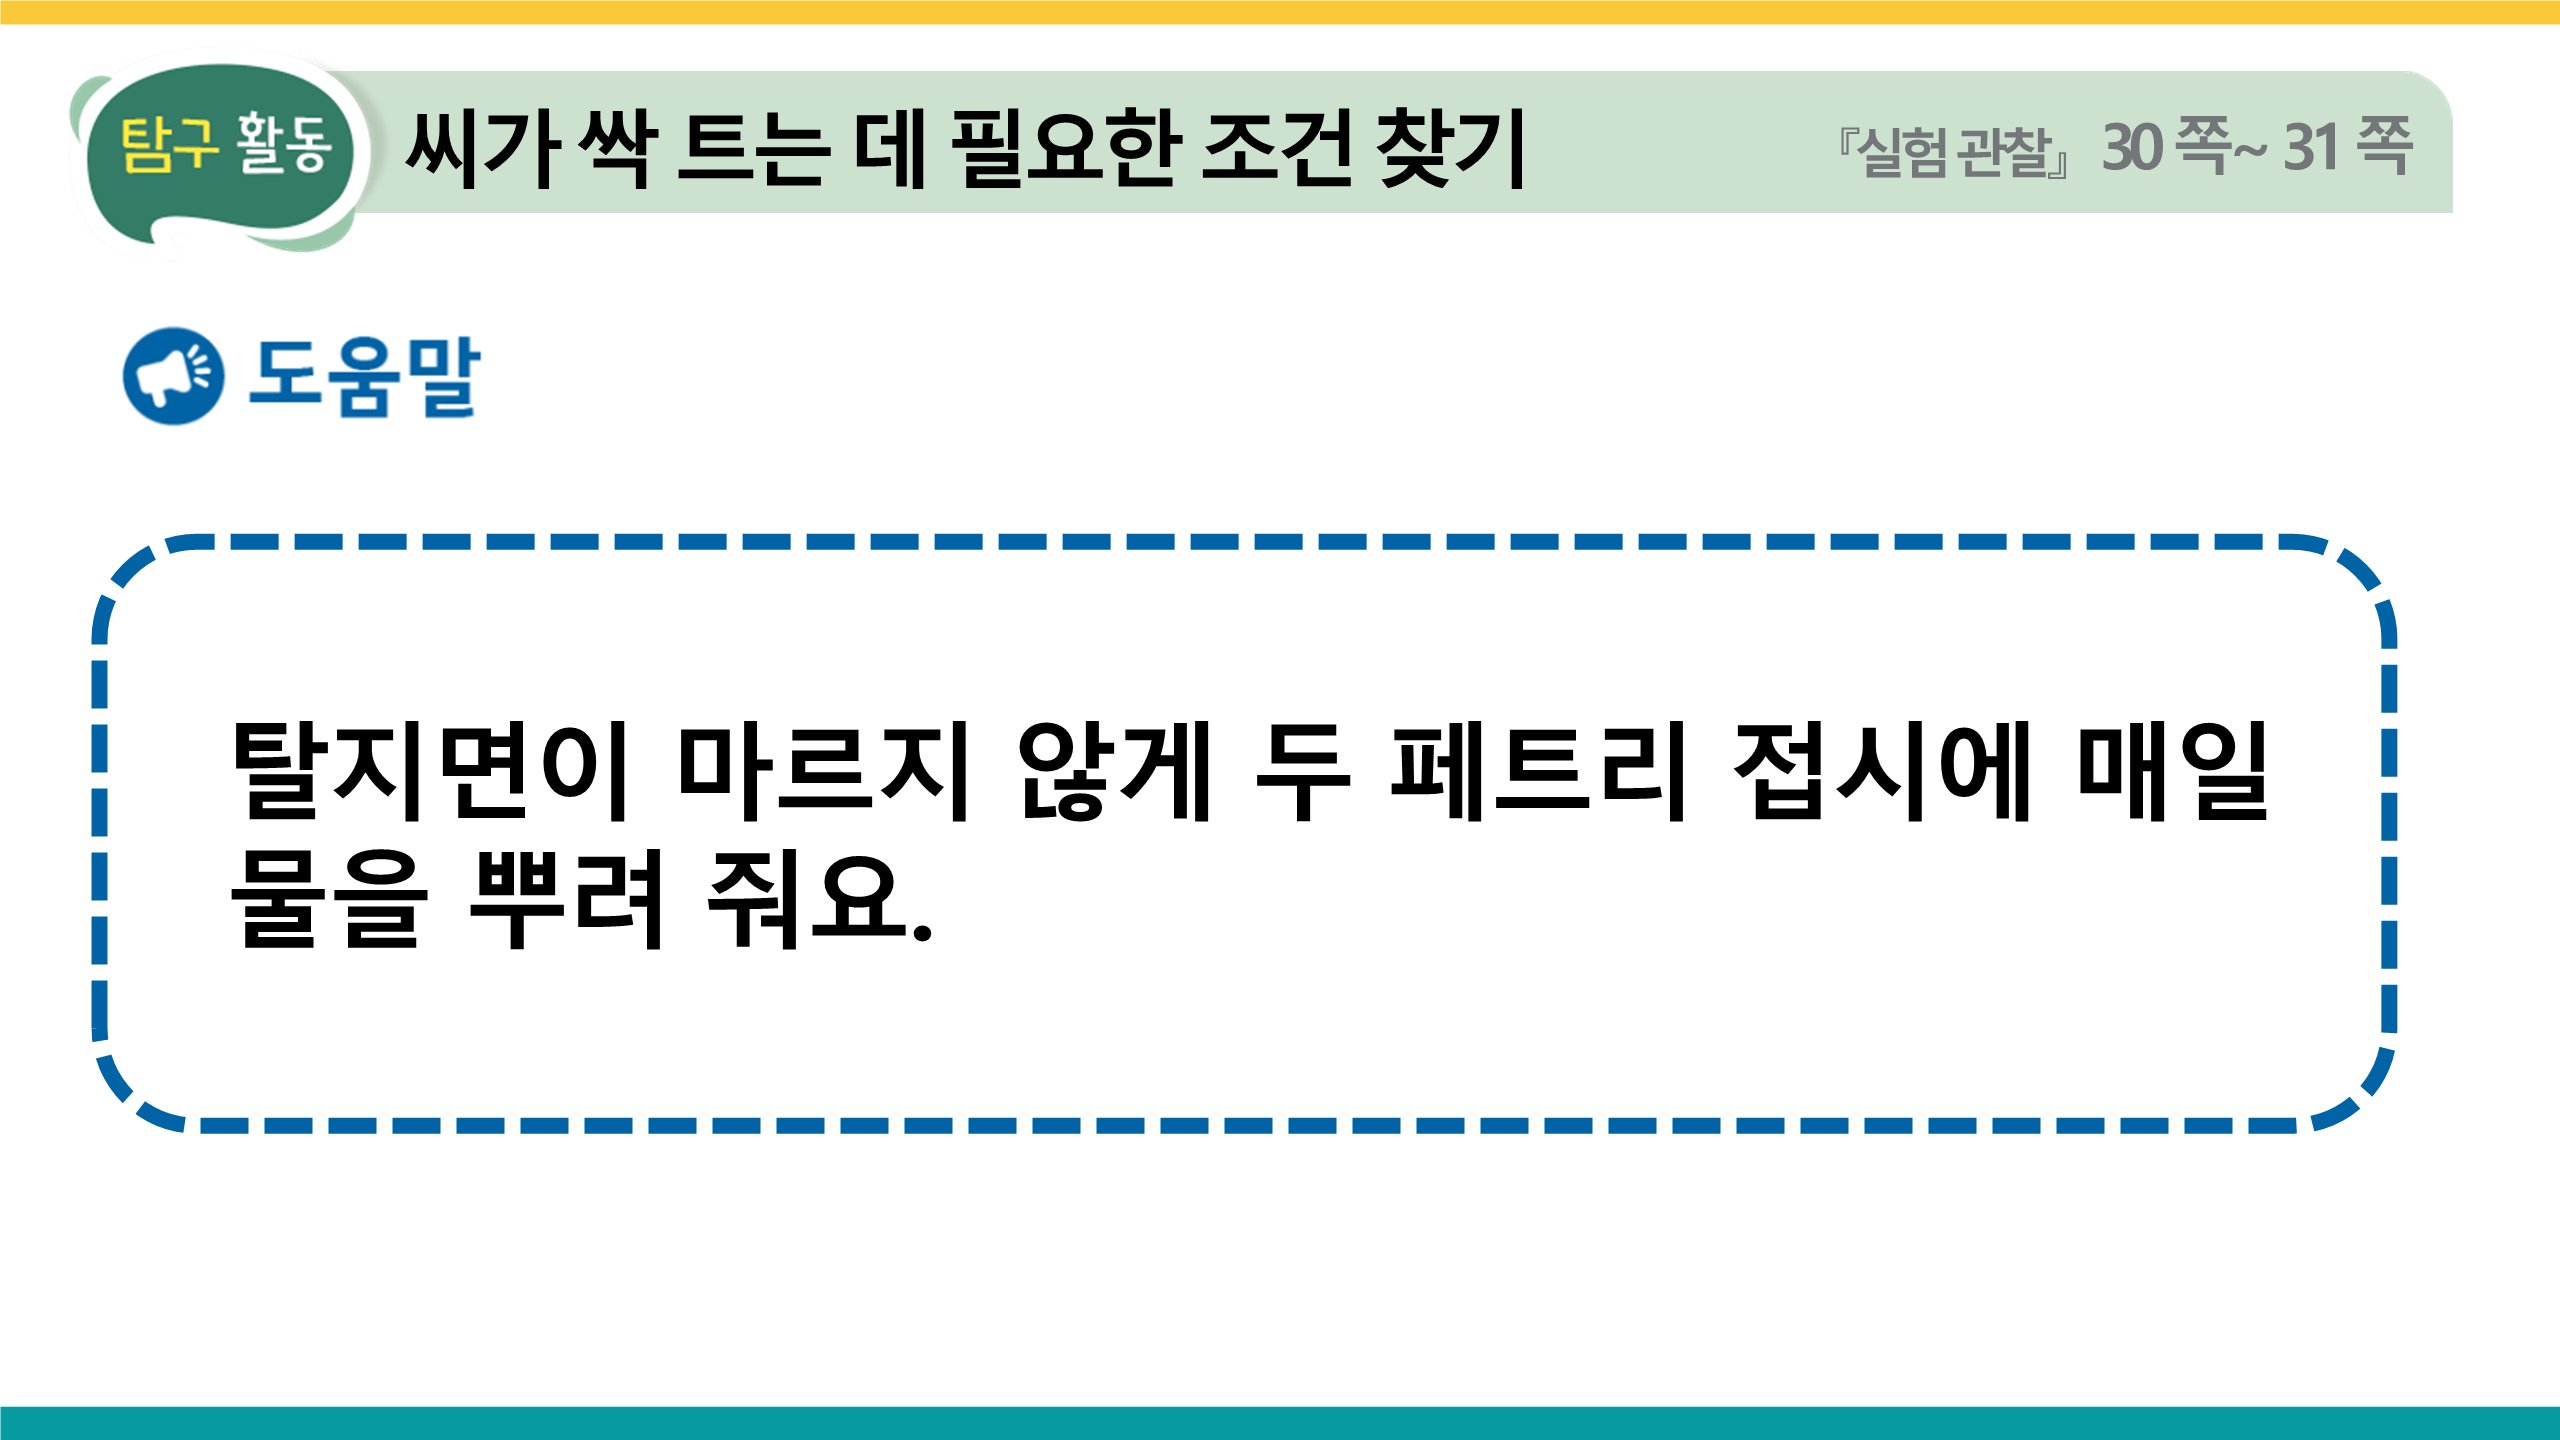 탐구 활동
씨가 싹 트는 데 필요한 조건 찾기
『실험 관찰』 30 쪽~ 31 쪽
도움말
탈지면이 마르지 않게 두 페트리 접시에 매일
물을 뿌려 줘요.